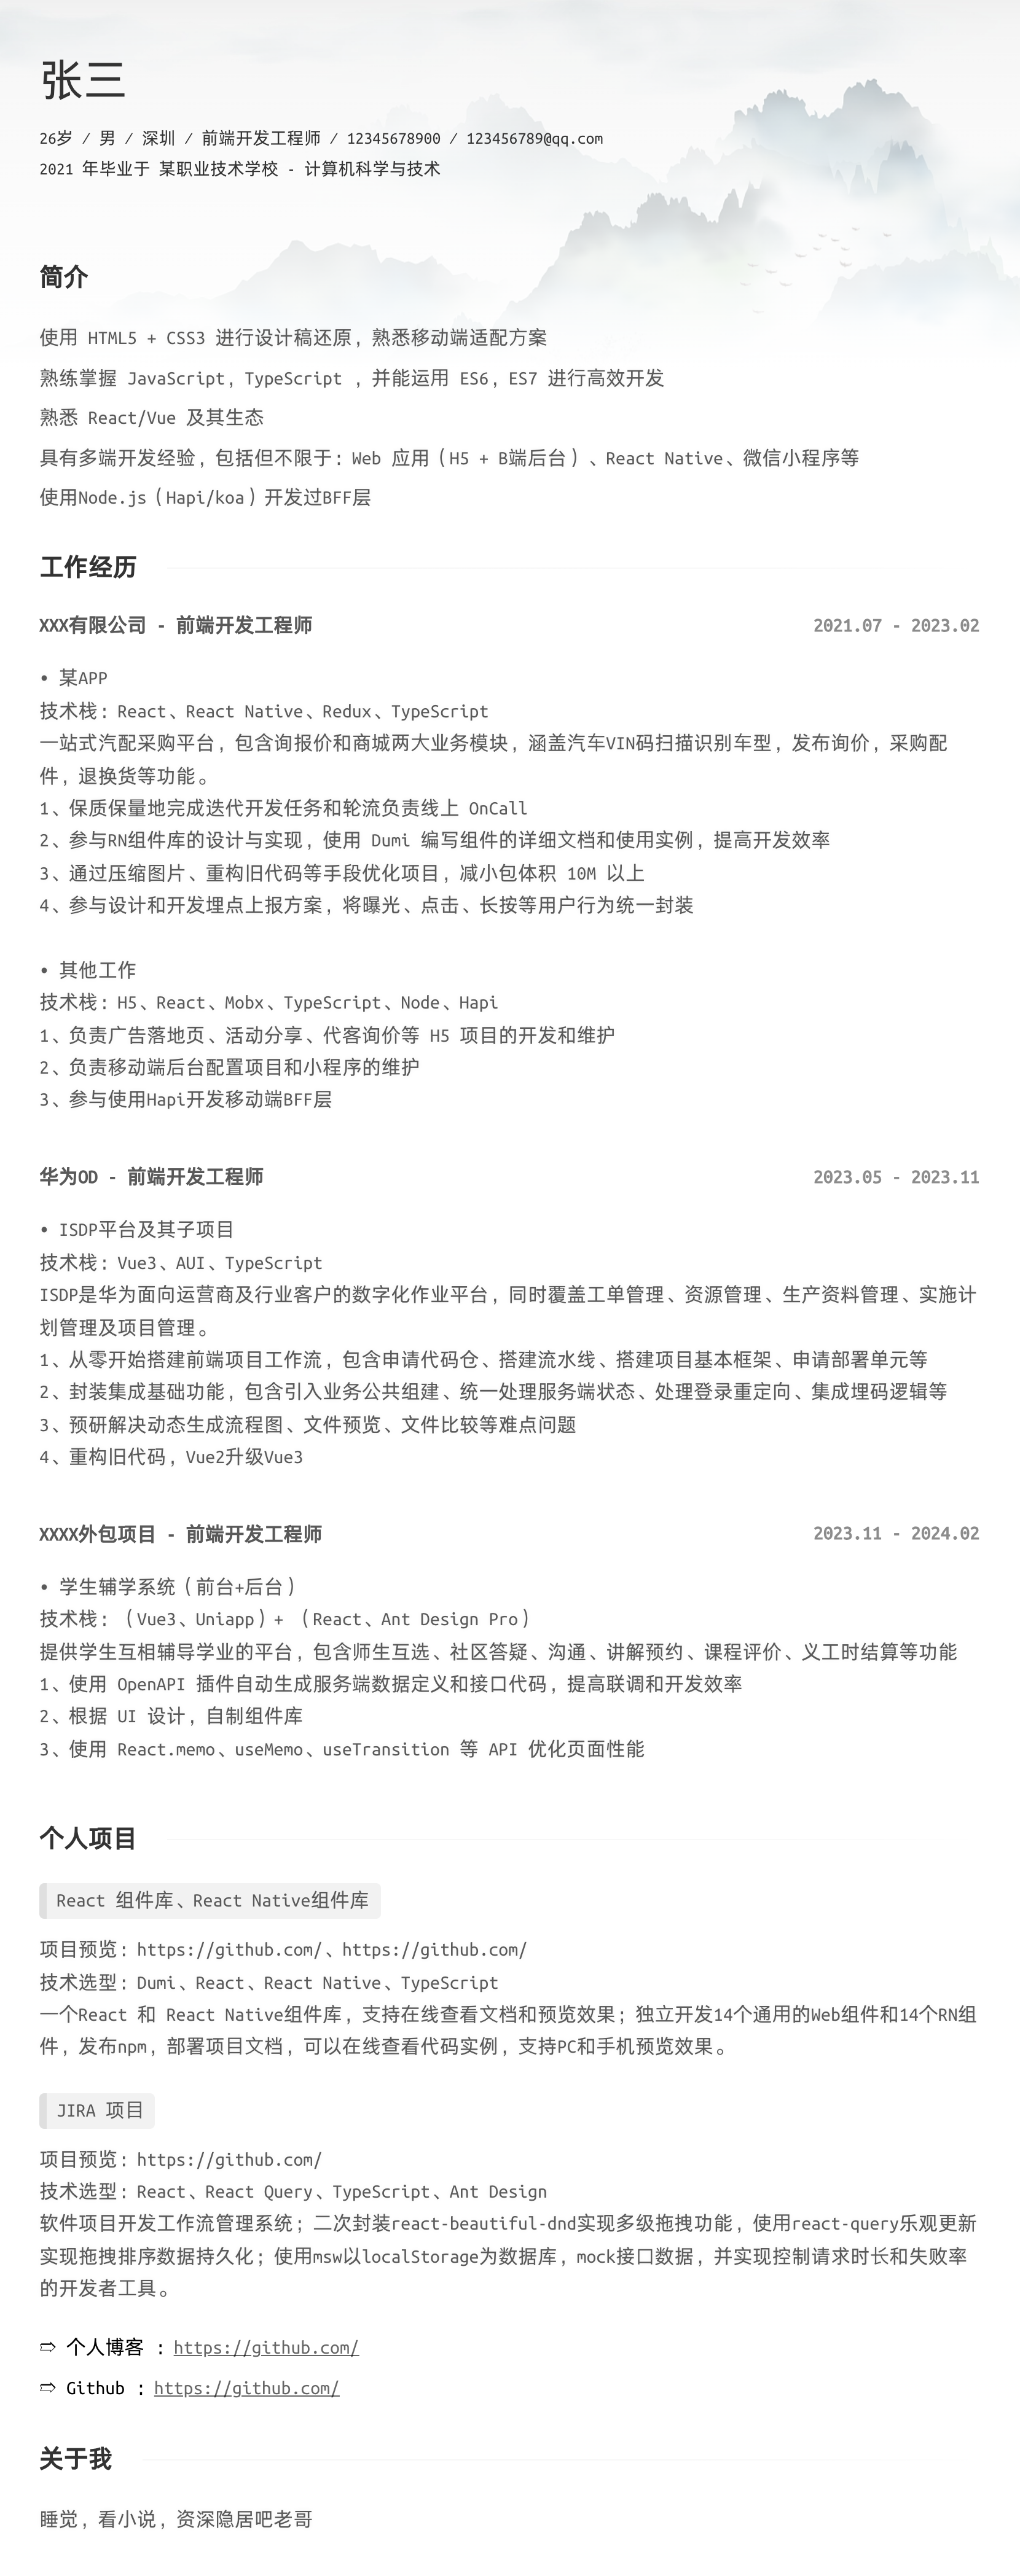 张三
26岁 / 男 / 深圳 / 前端开发工程师 / 12345678900 / 123456789@qq.com
2021 年毕业于 某职业技术学校 - 计算机科学与技术
简介
使用 HTML5 + CSS3 进行设计稿还原，熟悉移动端适配方案
熟练掌握 JavaScript，TypeScript ，并能运用 ES6，ES7 进行高效开发
熟悉 React/Vue 及其生态
具有多端开发经验，包括但不限于：Web 应用（H5 + B端后台）、React Native、微信小程序等
使用Node.js（Hapi/koa）开发过BFF层
工作经历
XXX有限公司 - 前端开发工程师 2021.07 - 2023.02
• 某APP
技术栈：React、React Native、Redux、TypeScript
一站式汽配采购平台，包含询报价和商城两大业务模块，涵盖汽车VIN码扫描识别车型，发布询价，采购配
件，退换货等功能。
1、保质保量地完成迭代开发任务和轮流负责线上 OnCall
2、参与RN组件库的设计与实现，使用 Dumi 编写组件的详细文档和使用实例，提高开发效率
3、通过压缩图片、重构旧代码等手段优化项目，减小包体积 10M 以上
4、参与设计和开发埋点上报方案，将曝光、点击、长按等用户行为统一封装
• 其他工作
技术栈：H5、React、Mobx、TypeScript、Node、Hapi
1、负责广告落地页、活动分享、代客询价等 H5 项目的开发和维护
2、负责移动端后台配置项目和小程序的维护
3、参与使用Hapi开发移动端BFF层
华为OD - 前端开发工程师 2023.05 - 2023.11
• ISDP平台及其子项目
技术栈：Vue3、AUI、TypeScript
ISDP是华为面向运营商及行业客户的数字化作业平台，同时覆盖工单管理、资源管理、生产资料管理、实施计
划管理及项目管理。
1、从零开始搭建前端项目工作流，包含申请代码仓、搭建流水线、搭建项目基本框架、申请部署单元等
2、封装集成基础功能，包含引入业务公共组建、统一处理服务端状态、处理登录重定向、集成埋码逻辑等
3、预研解决动态生成流程图、文件预览、文件比较等难点问题
4、重构旧代码，Vue2升级Vue3
XXXX外包项目 - 前端开发工程师 2023.11 - 2024.02
• 学生辅学系统（前台+后台）
技术栈：（Vue3、Uniapp）+ （React、Ant Design Pro）
提供学生互相辅导学业的平台，包含师生互选、社区答疑、沟通、讲解预约、课程评价、义工时结算等功能
1、使用 OpenAPI 插件自动生成服务端数据定义和接口代码，提高联调和开发效率
2、根据 UI 设计，自制组件库
3、使用 React.memo、useMemo、useTransition 等 API 优化页面性能
个人项目
React 组件库、React Native组件库
项目预览：https://github.com/、https://github.com/
技术选型：Dumi、React、React Native、TypeScript
一个React 和 React Native组件库，支持在线查看文档和预览效果；独立开发14个通用的Web组件和14个RN组
件，发布npm，部署项目文档，可以在线查看代码实例，支持PC和手机预览效果。
JIRA 项目
项目预览：https://github.com/
技术选型：React、React Query、TypeScript、Ant Design
软件项目开发工作流管理系统；二次封装react-beautiful-dnd实现多级拖拽功能，使用react-query乐观更新
实现拖拽排序数据持久化；使用msw以localStorage为数据库，mock接口数据，并实现控制请求时长和失败率
的开发者工具。
⇨ 个人博客 : https://github.com/
⇨ Github : https://github.com/
关于我
睡觉，看小说，资深隐居吧老哥